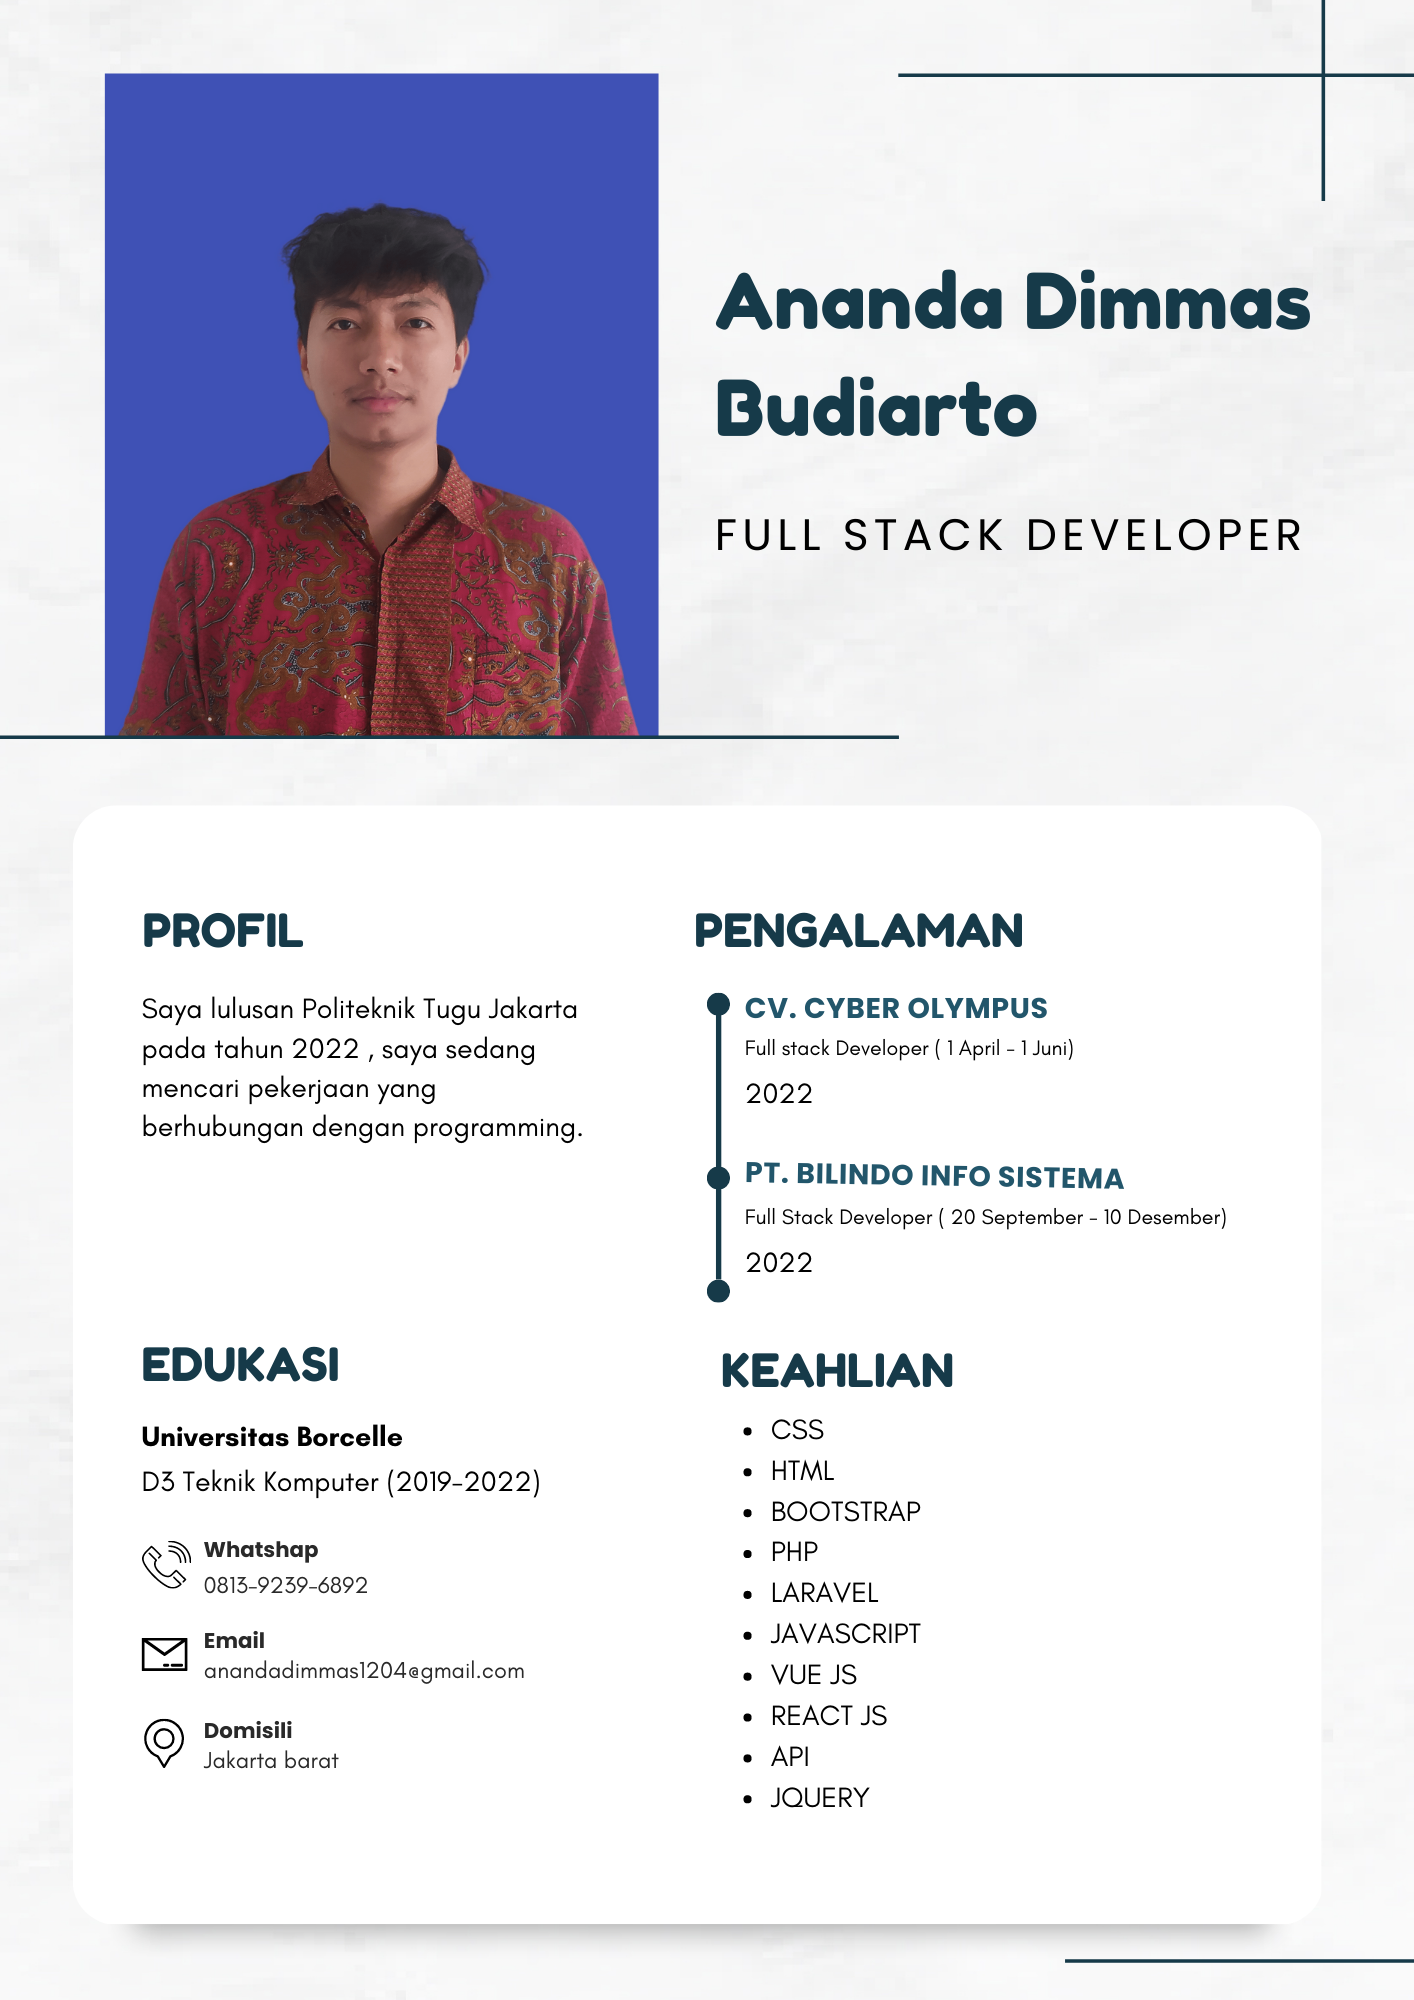 Ananda Dimmas
Budiarto
FULL STACK DEVELOPER
PROFIL
Saya lulusan Politeknik Tugu Jakarta
pada tahun 2022 , saya sedang
mencari pekerjaan yang
berhubungan dengan programming.
PENGALAMAN
CV. CYBER OLYMPUS
Full stack Developer ( 1 April - 1 Juni)
2022
PT. BILINDO INFO SISTEMA
Full Stack Developer ( 20 September - 10 Desember)
2022
EDUKASI
Universitas Borcelle
D3 Teknik Komputer (2019-2022)
Whatshap
0813-9239-6892
Email
anandadimmas1204@gmail.com
Domisili
Jakarta barat
KEAHLIAN
• CSS
• HTML
• BOOTSTRAP
• PHP
• LARAVEL
• JAVASCRIPT
• VUE JS
• REACT JS
• API
• JQUERY